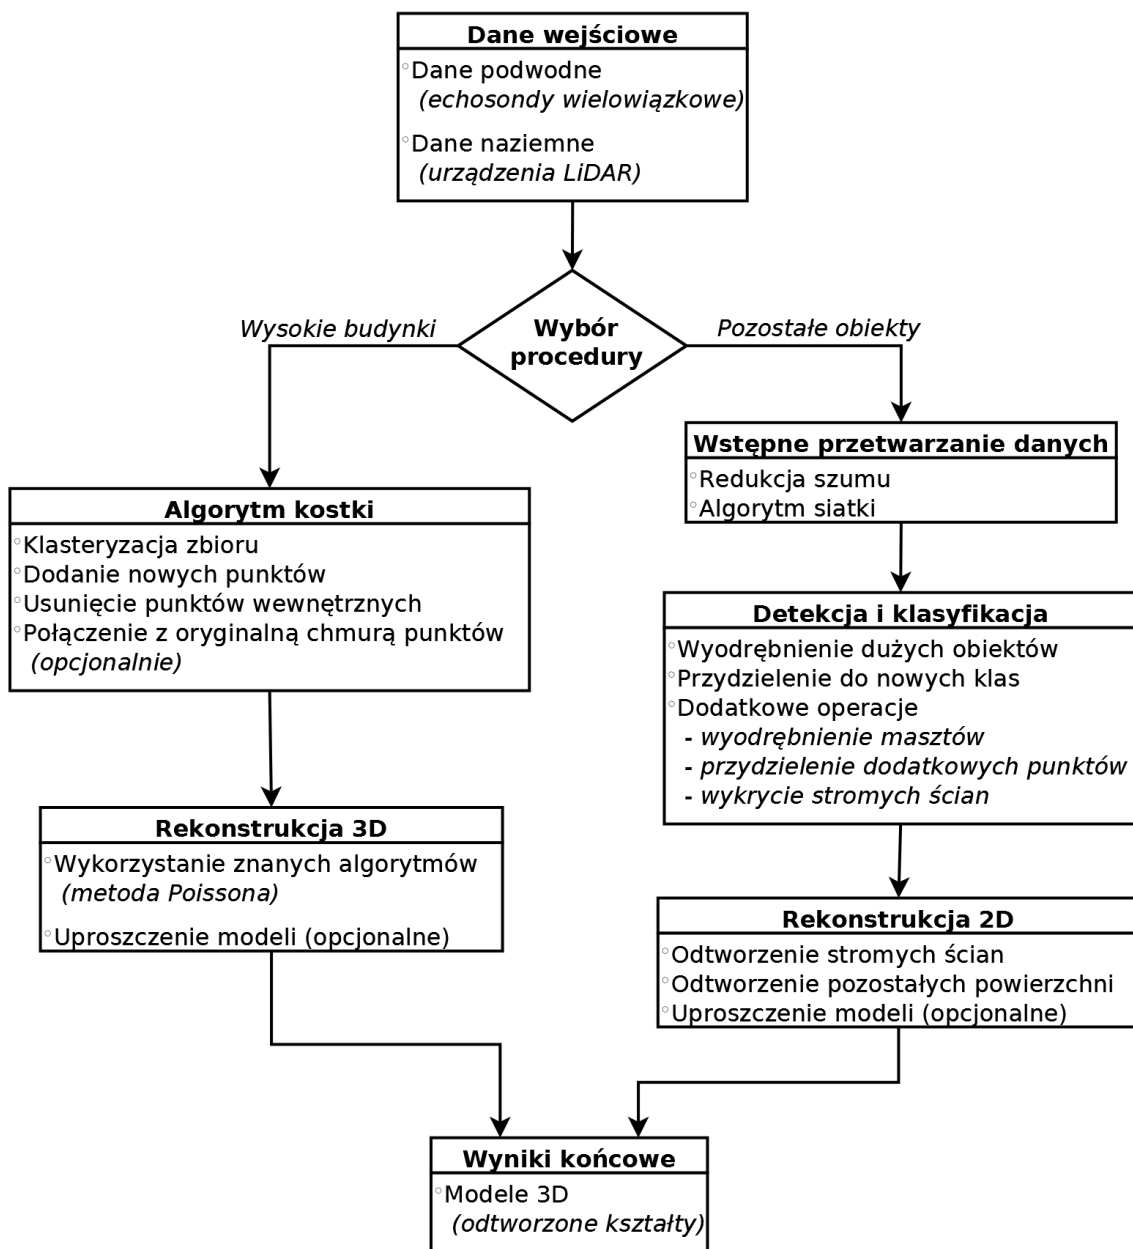 Dane wejściowe
°Dane podwodne
(echosondy wielowiązkowe)
°Dane naziemne
(urządzenia LiDAR)
Wybór
procedury
Wysokie budynki
Pozostałe obiekty
Algorytm kostki
°Klasteryzacja zbioru
°Dodanie nowych punktów
°Usunięcie punktów wewnętrznych
°Połączenie z oryginalną chmurą punktów
(opcjonalnie)
Rekonstrukcja 3D
°Wykorzystanie znanych algorytmów
(metoda Poissona)
°Uproszczenie modeli (opcjonalne)
Wstępne przetwarzanie danych
°Redukcja szumu
°Algorytm siatki
Detekcja i klasyfikacja
°Wyodrębnienie dużych obiektów
°Przydzielenie do nowych klas
°Dodatkowe operacje
- wyodrębnienie masztów
- przydzielenie dodatkowych punktów
- wykrycie stromych ścian
Rekonstrukcja 2D
°Odtworzenie stromych ścian
°Odtworzenie pozostałych powierzchni
°Uproszczenie modeli (opcjonalne)
Wyniki końcowe
°Modele 3D
(odtworzone kształty)